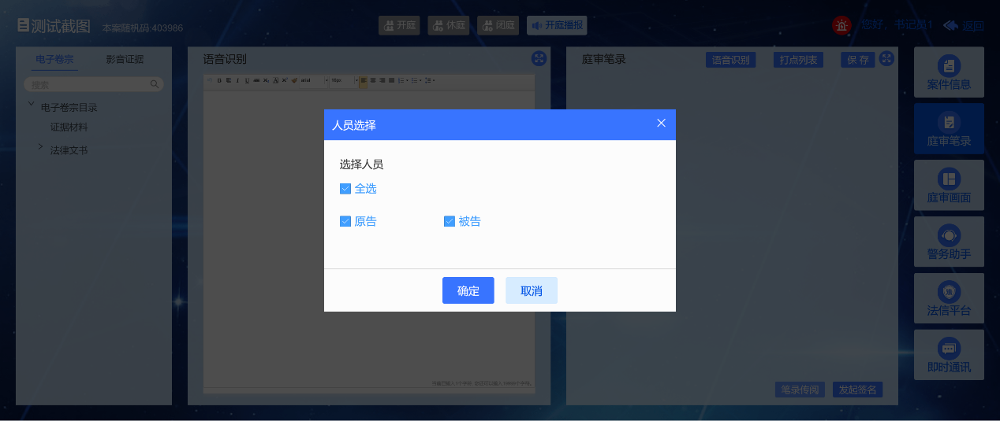 测试截图 本案随机码:403986
开庭 休庭 闭庭 开庭播报
您好，书记员1 返回
电子卷宗 影音证据
搜索
电子卷宗目录
证据材料
法律文书
语音识别
arial 16px
庭审笔录 语音识别 打点列表 保 存
人员选择
选择人员
全选
原告 被告
确定 取消
笔录传阅 发起签名
案件信息
庭审笔录
庭审画面
警务助手
法信平台
即时通讯